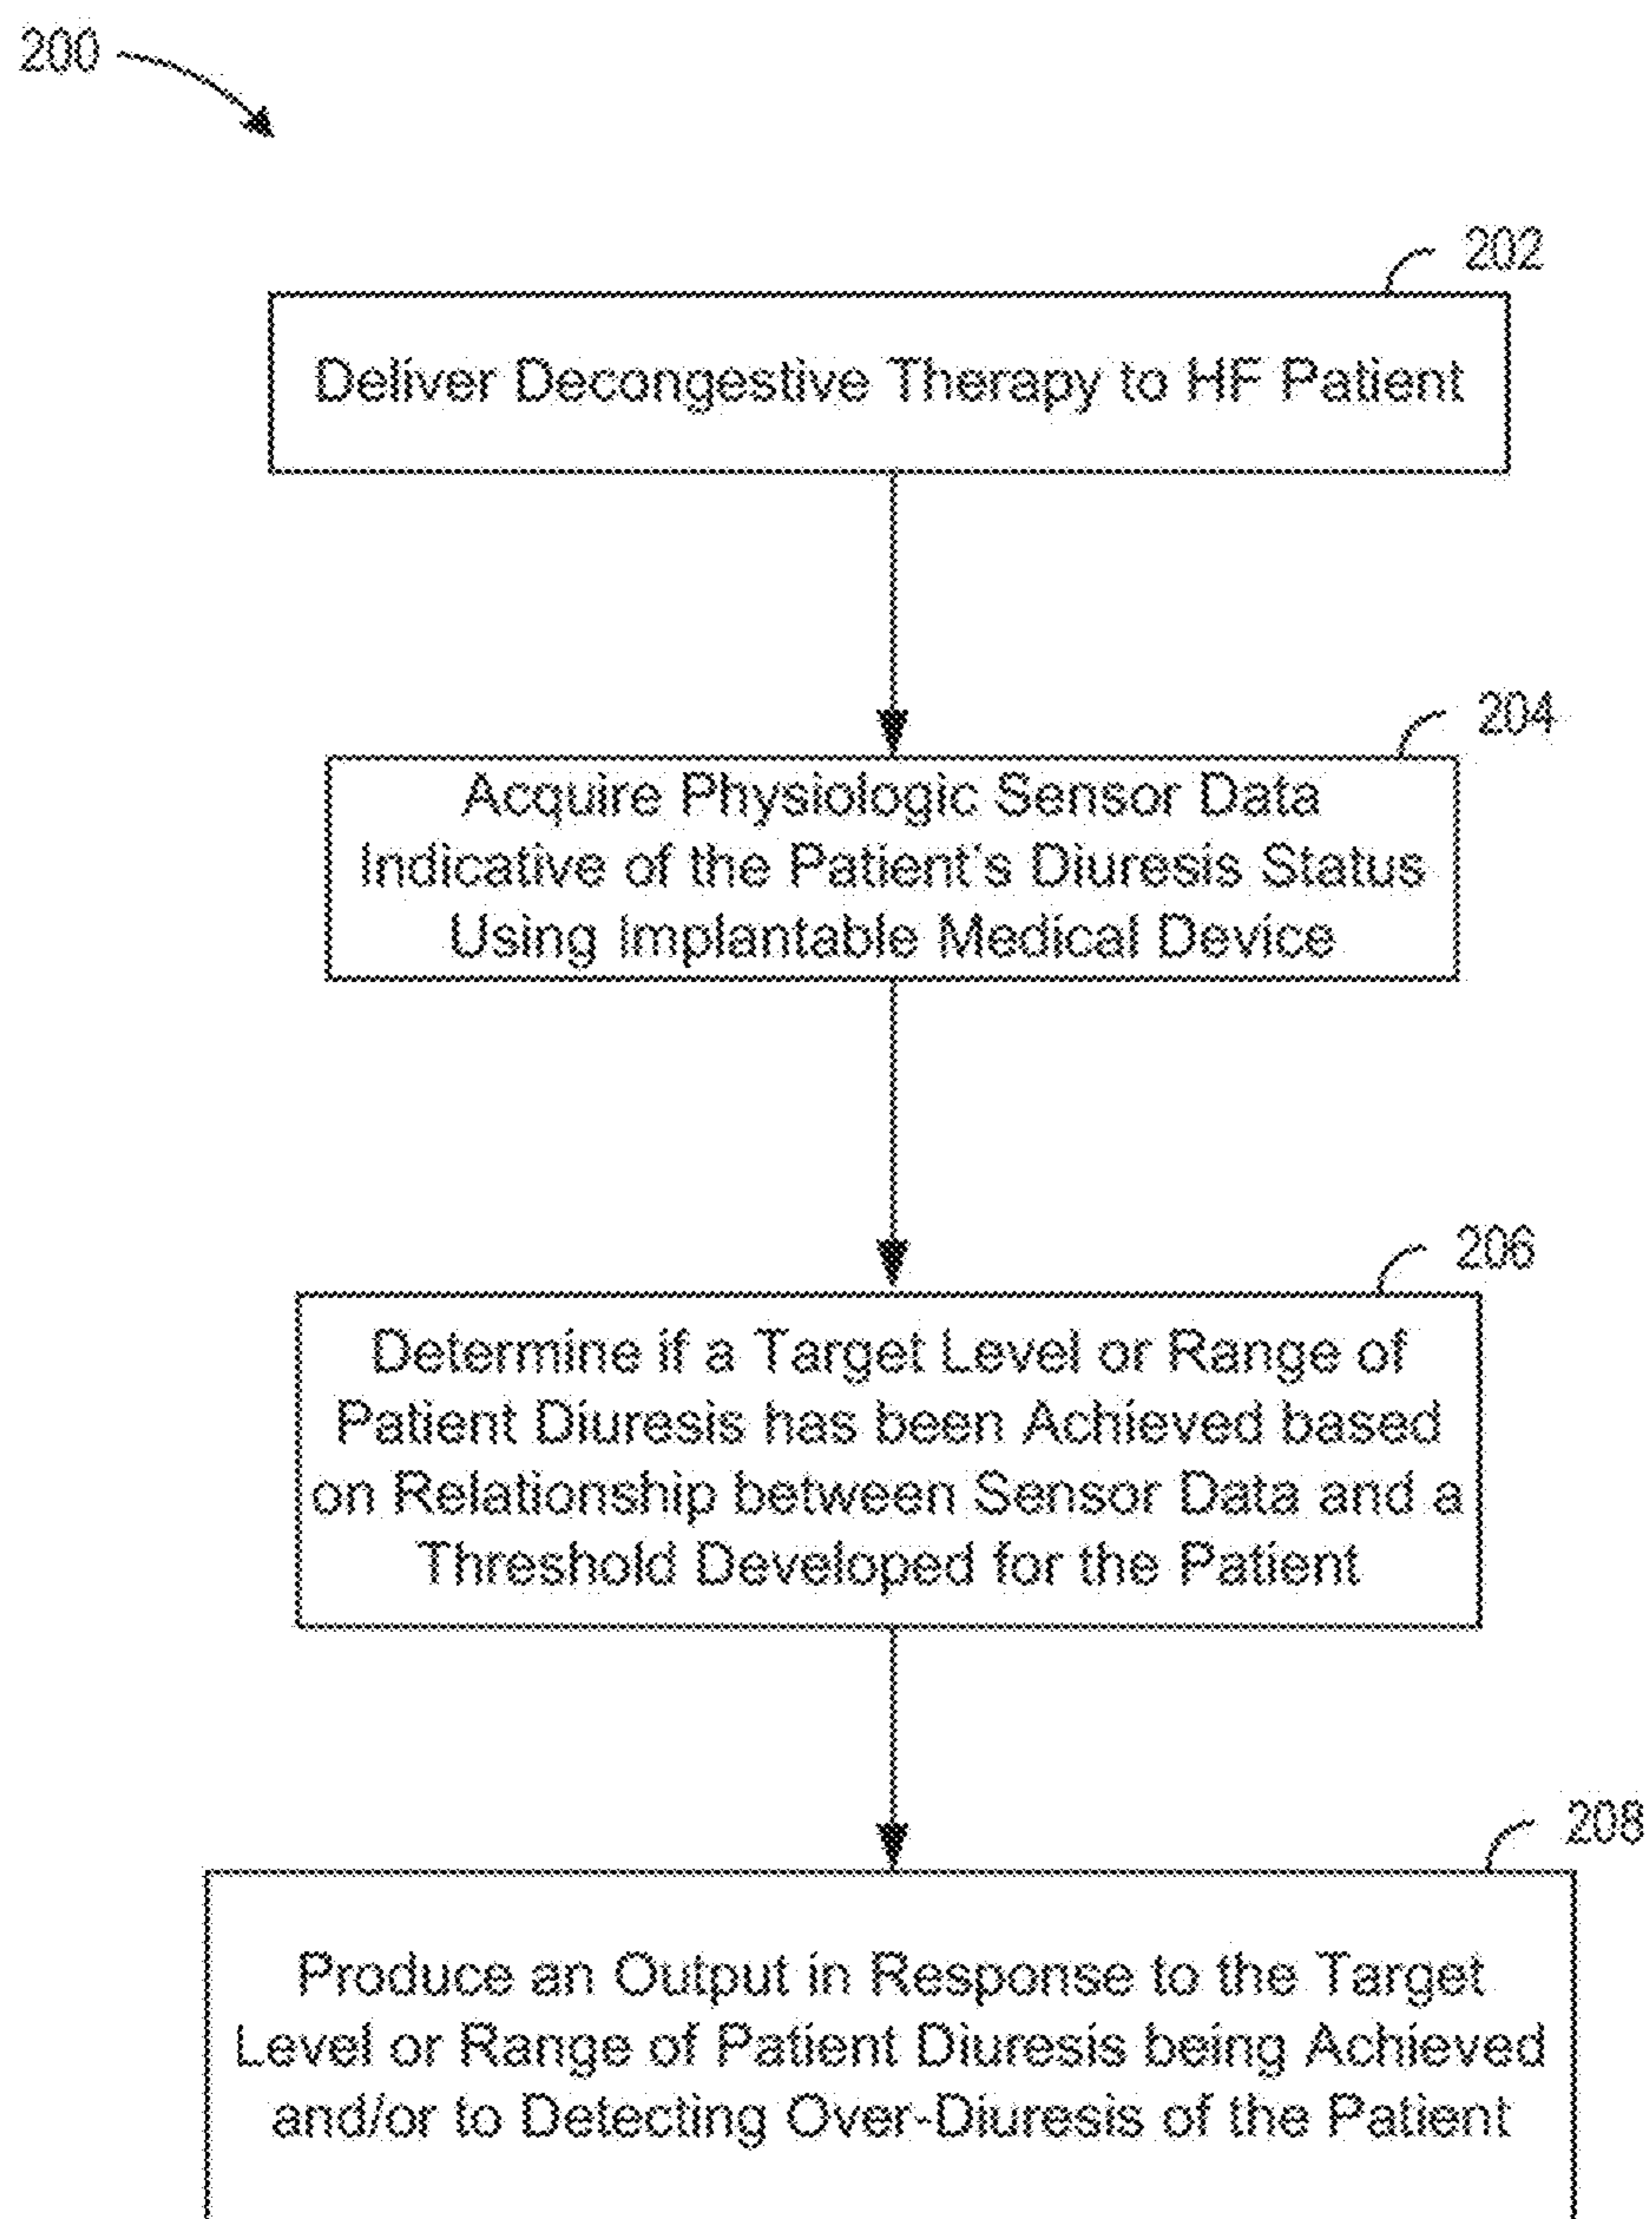 200
202
Deliver Decongestive Therapy to HF Patient
204
Acquire Physiologic Sensor Data
Indicative of the Patient's Diuresis Status
Using Implantable Medical Device
206
Determine if a Target Level or Range of
Patient Diuresis has been Achieved based
on Relationship between Sensor Data and a
Threshold Developed for the Patient
208
Produce an Output in Response to the Target
Level or Range of Patient Diuresis being Achieved
and/or to Detecting Over-Diuresis of the Patient